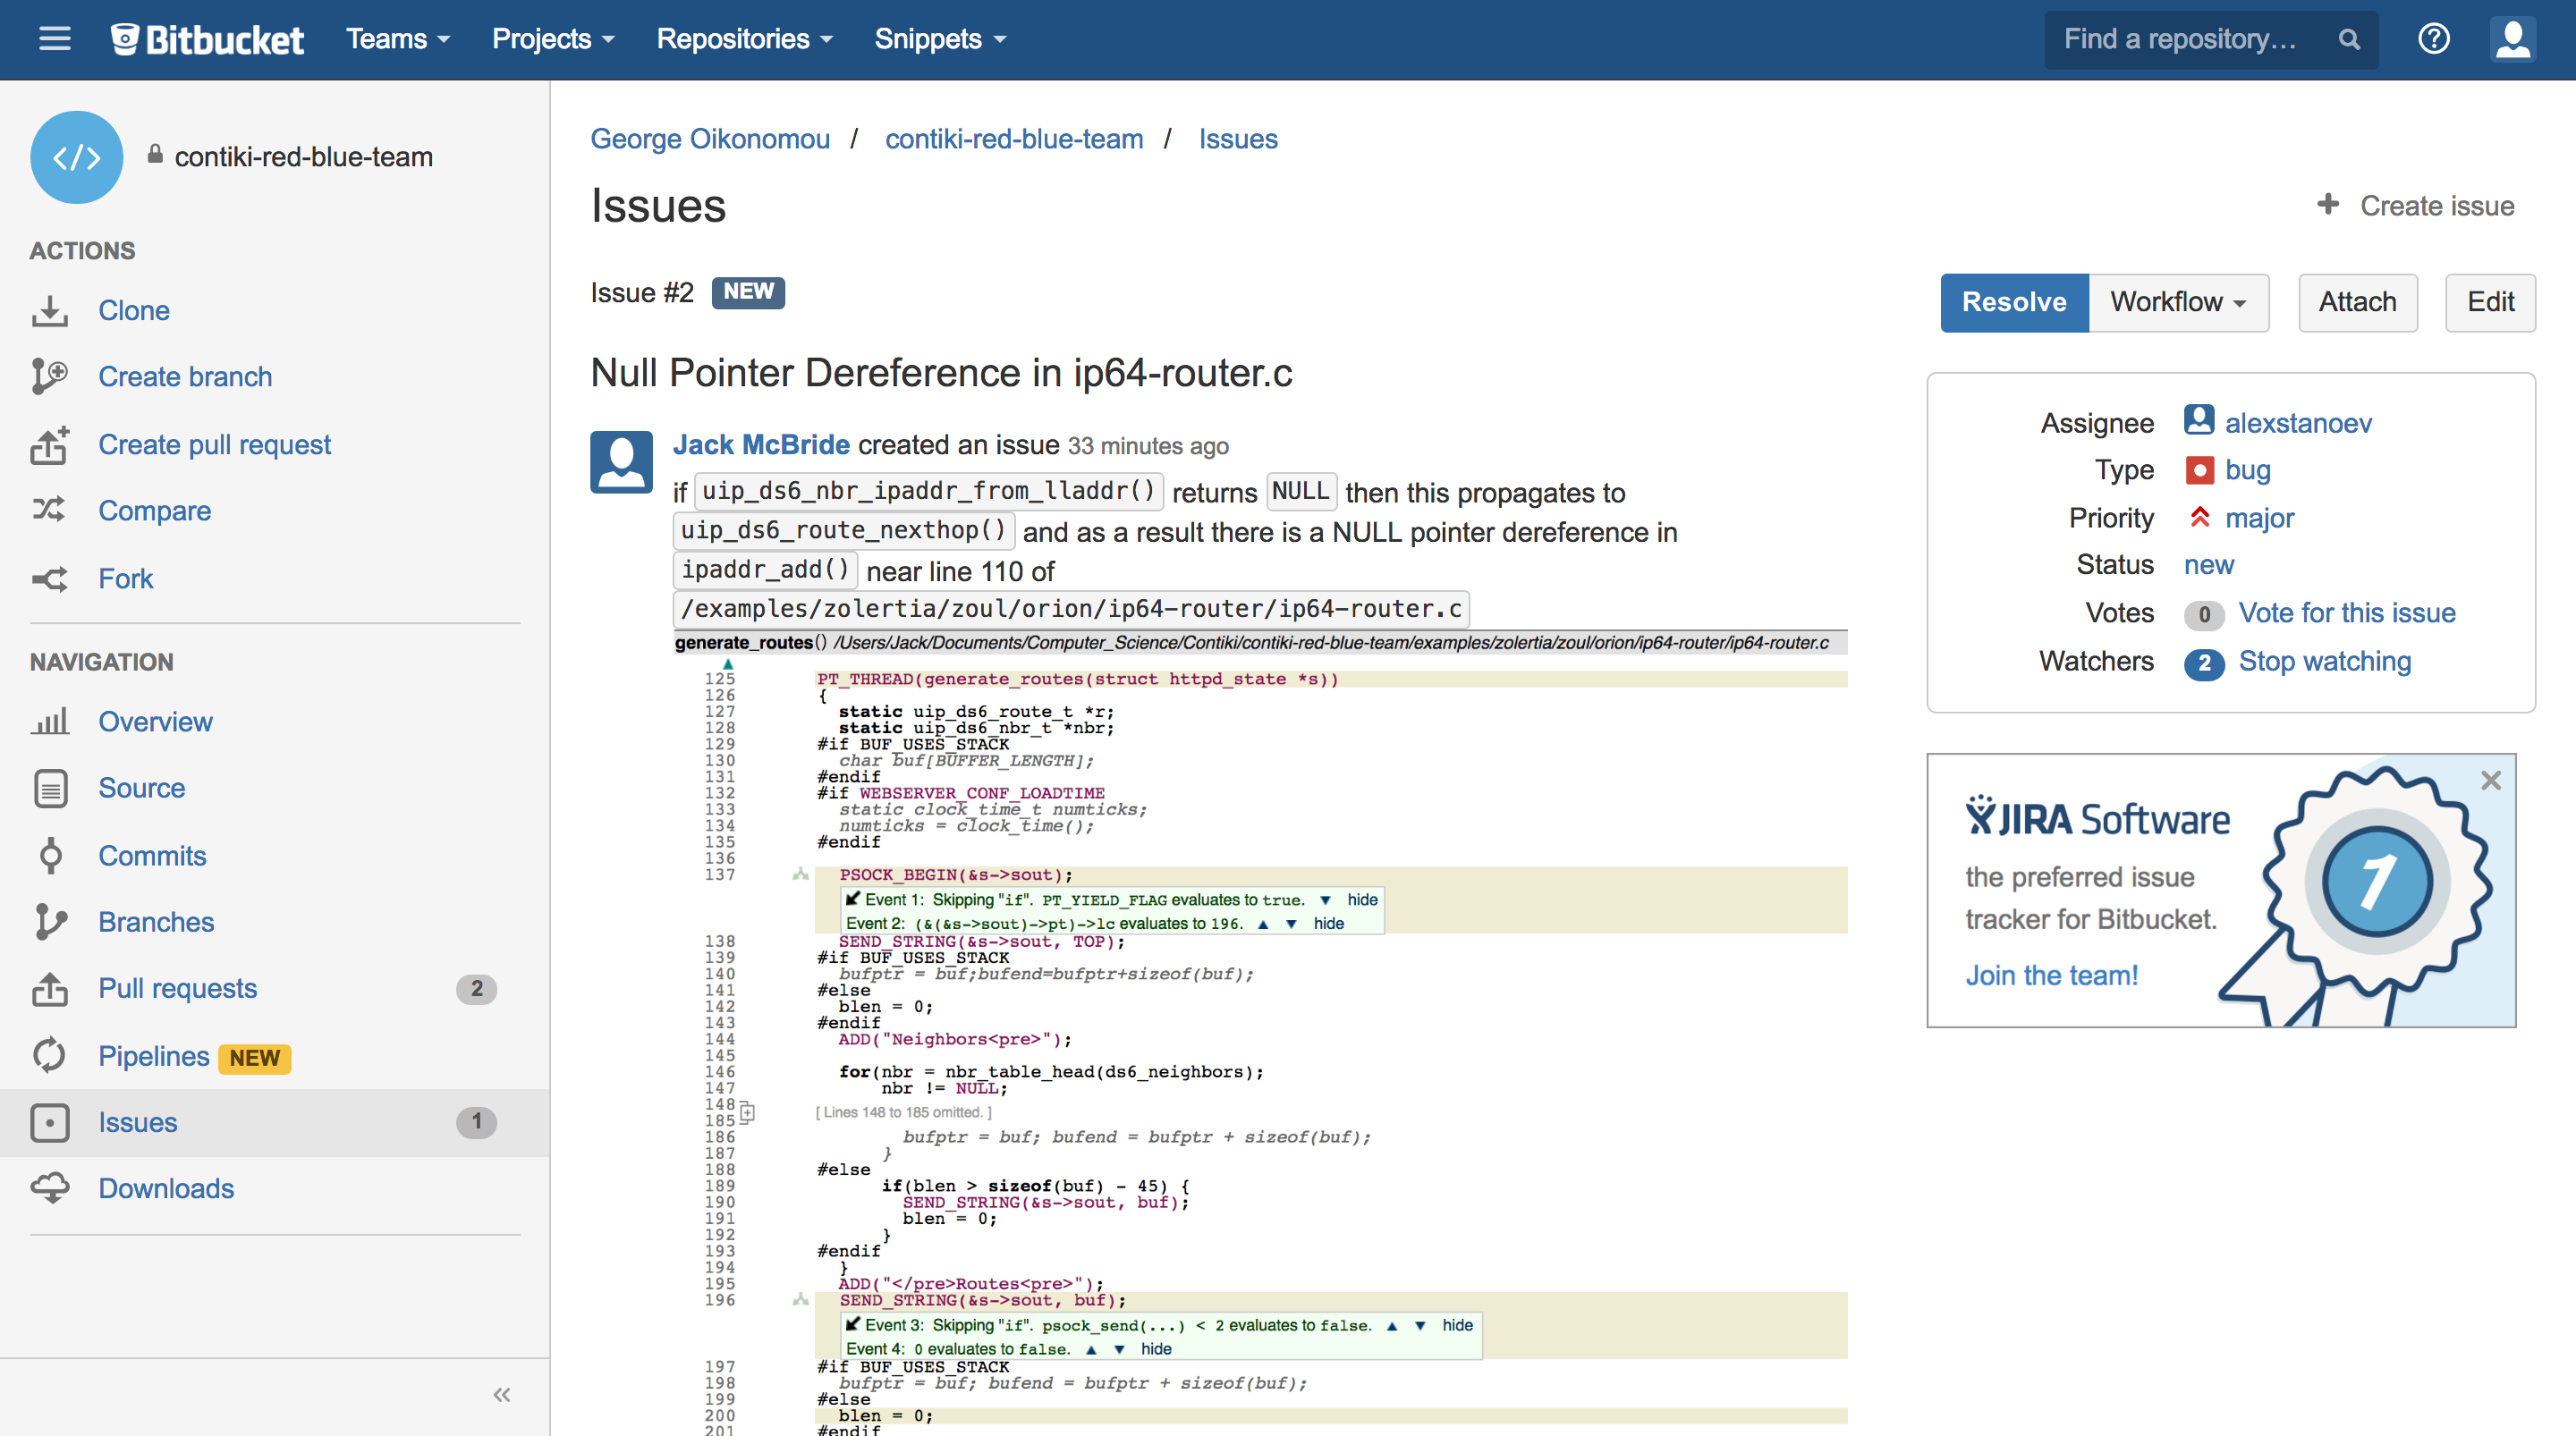 Bitbucket Teams Projects Repositories Snippets Find a repository...
contiki-red-blue-team
ACTIONS
Clone
Create branch
Create pull request
Compare
Fork
NAVIGATION
Overview
Source
Commits
Branches
Pull requests 2
Pipelines NEW
Issues 1
Downloads
George Oikonomou / contiki-red-blue-team / Issues
Issues
Create issue
Issue #2 NEW
Resolve Workflow Attach Edit
Null Pointer Dereference in ip64-router.c
Jack McBride created an issue 33 minutes ago
if uip_ds6_nbr_ipaddr_from_lladdr() returns NULL then this propagates to
uip_ds6_route_nexthop() and as a result there is a NULL pointer dereference in
ipaddr_add() near line 110 of
/examples/zolertia/zoul/orion/ip64-router/ip64-router.c
generate_routes() /Users/Jack/Documents/Computer_Science/Contiki/contiki-red-blue-team/examples/zolertia/zoul/orion/ip64-router/ip64-router.c
125 PT_THREAD(generate_routes(struct httpd_state *s))
126 {
127 static uip_ds6_route_t *r;
128 static uip_ds6_nbr_t *nbr;
129 #if BUF_USES_STACK
130 char buf[BUFFER_LENGTH];
131 #endif
132 #if WEBSERVER_CONF_LOADTIME
133 static clock_time_t numticks;
134 numticks = clock_time();
135 #endif
136
137 PSOCK_BEGIN(&s->sout);
Event 1: Skipping "if". PT_YIELD_FLAG evaluates to true. ▼ hide
Event 2: (&(&s->sout)->pt)->lc evaluates to 196. ▲ ▼ hide
138 SEND_STRING(&s->sout, TOP);
139 #if BUF_USES_STACK
140 bufptr = buf;bufend=bufptr+sizeof(buf);
141 #else
142 blen = 0;
143 #endif
144 ADD("Neighbors<pre>");
145
146 for(nbr = nbr_table_head(ds6_neighbors);
147 nbr != NULL;
148
185 [ Lines 148 to 185 omitted. ]
186 bufptr = buf; bufend = bufptr + sizeof(buf);
187 }
188 #else
189 if(blen > sizeof(buf) - 45) {
190 SEND_STRING(&s->sout, buf);
191 blen = 0;
192 }
193 #endif
194 }
195 ADD("</pre>Routes<pre>");
196 SEND_STRING(&s->sout, buf);
Event 3: Skipping "if". psock_send(...) < 2 evaluates to false. ▲ ▼ hide
Event 4: 0 evaluates to false. ▲ ▼ hide
197 #if BUF_USES_STACK
198 bufptr = buf; bufend = bufptr + sizeof(buf);
199 #else
200 blen = 0;
201 #endif
Assignee alexstanoev
Type bug
Priority major
Status new
Votes 0 Vote for this issue
Watchers 2 Stop watching
JIRA Software
the preferred issue
tracker for Bitbucket.
Join the team!
1